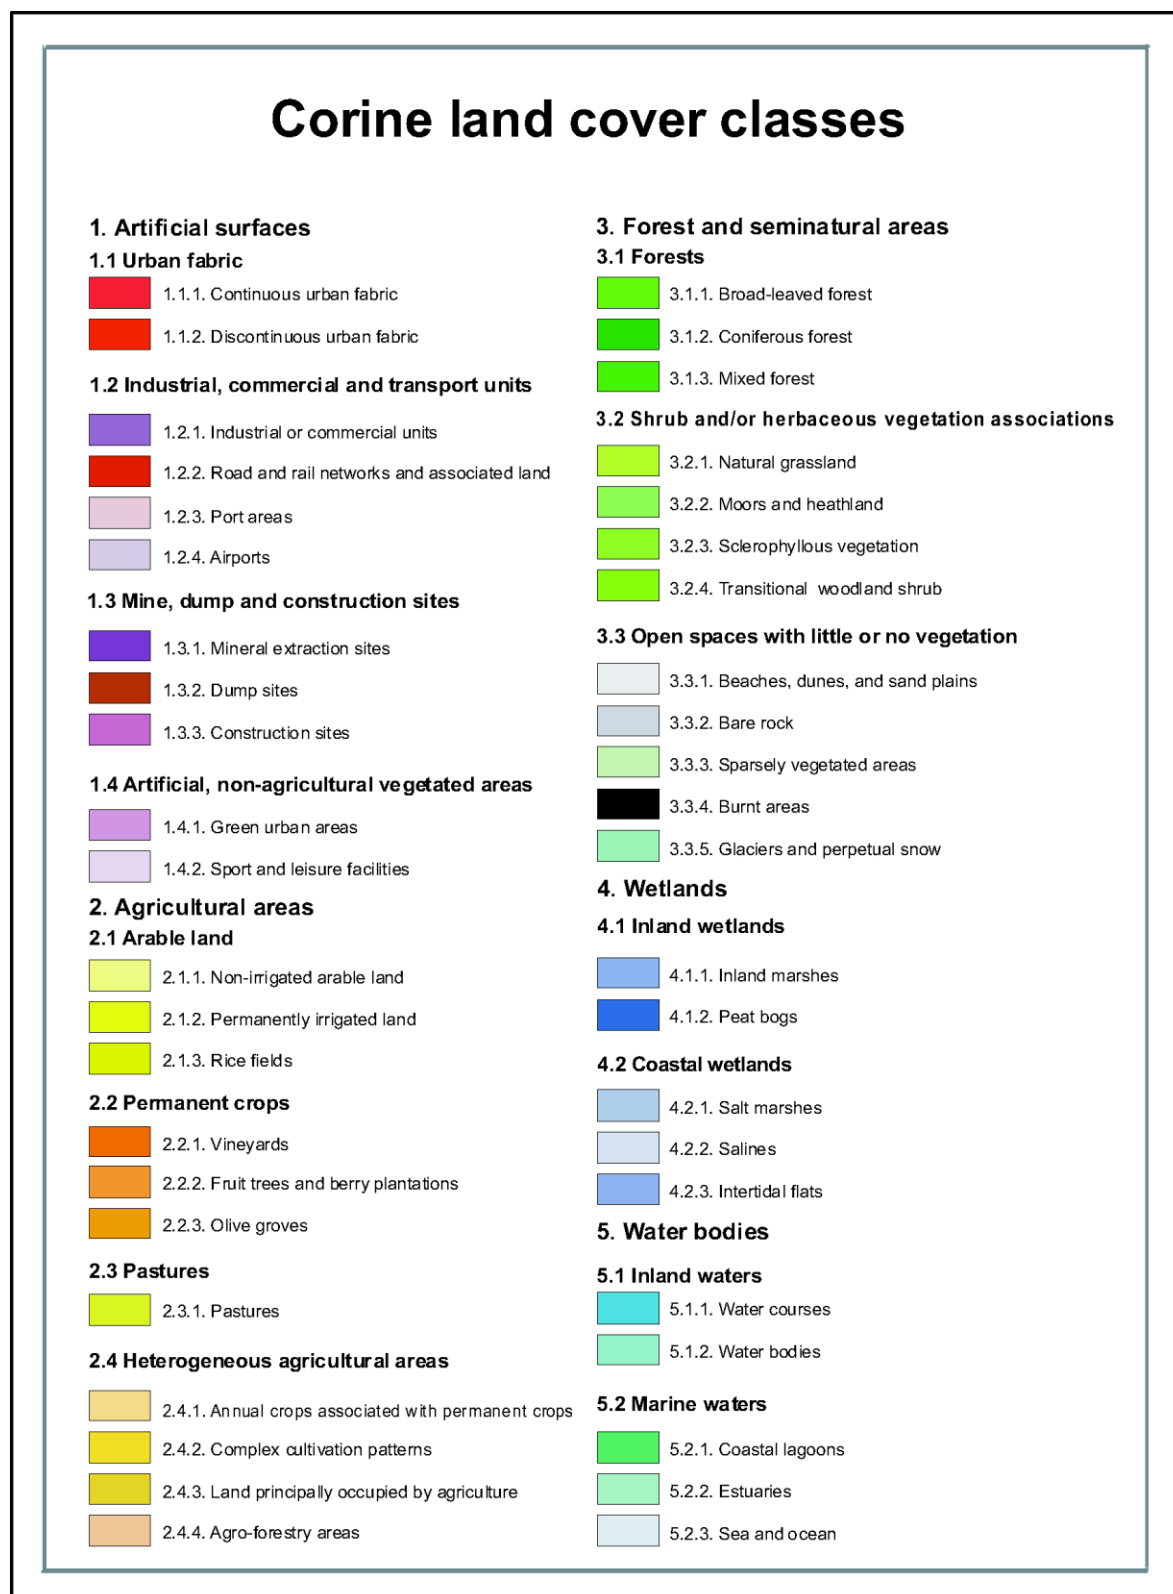 Corine land cover classes
1. Artificial surfaces
1.1 Urban fabric
1.1.1. Continuous urban fabric
1.1.2. Discontinuous urban fabric
1.2 Industrial, commercial and transport units
1.2.1. Industrial or commercial units
1.2.2. Road and rail networks and associated land
1.2.3. Port areas
1.2.4. Airports
1.3 Mine, dump and construction sites
1.3.1. Mineral extraction sites
1.3.2. Dump sites
1.3.3. Construction sites
1.4 Artificial, non-agricultural vegetated areas
1.4.1. Green urban areas
1.4.2. Sport and leisure facilities
2. Agricultural areas
2.1 Arable land
2.1.1. Non-irrigated arable land
2.1.2. Permanently irrigated land
2.1.3. Rice fields
2.2 Permanent crops
2.2.1. Vineyards
2.2.2. Fruit trees and berry plantations
2.2.3. Olive groves
2.3 Pastures
2.3.1. Pastures
2.4 Heterogeneous agricultural areas
2.4.1. Annual crops associated with permanent crops
2.4.2. Complex cultivation patterns
2.4.3. Land principally occupied by agriculture
2.4.4. Agro-forestry areas
3. Forest and seminatural areas
3.1 Forests
3.1.1. Broad-leaved forest
3.1.2. Coniferous forest
3.1.3. Mixed forest
3.2 Shrub and/or herbaceous vegetation associations
3.2.1. Natural grassland
3.2.2. Moors and heathland
3.2.3. Sclerophyllous vegetation
3.2.4. Transitional woodland shrub
3.3 Open spaces with little or no vegetation
3.3.1. Beaches, dunes, and sand plains
3.3.2. Bare rock
3.3.3. Sparsely vegetated areas
3.3.4. Burnt areas
3.3.5. Glaciers and perpetual snow
4. Wetlands
4.1 Inland wetlands
4.1.1. Inland marshes
4.1.2. Peat bogs
4.2 Coastal wetlands
4.2.1. Salt marshes
4.2.2. Salines
4.2.3. Intertidal flats
5. Water bodies
5.1 Inland waters
5.1.1. Water courses
5.1.2. Water bodies
5.2 Marine waters
5.2.1. Coastal lagoons
5.2.2. Estuaries
5.2.3. Sea and ocean